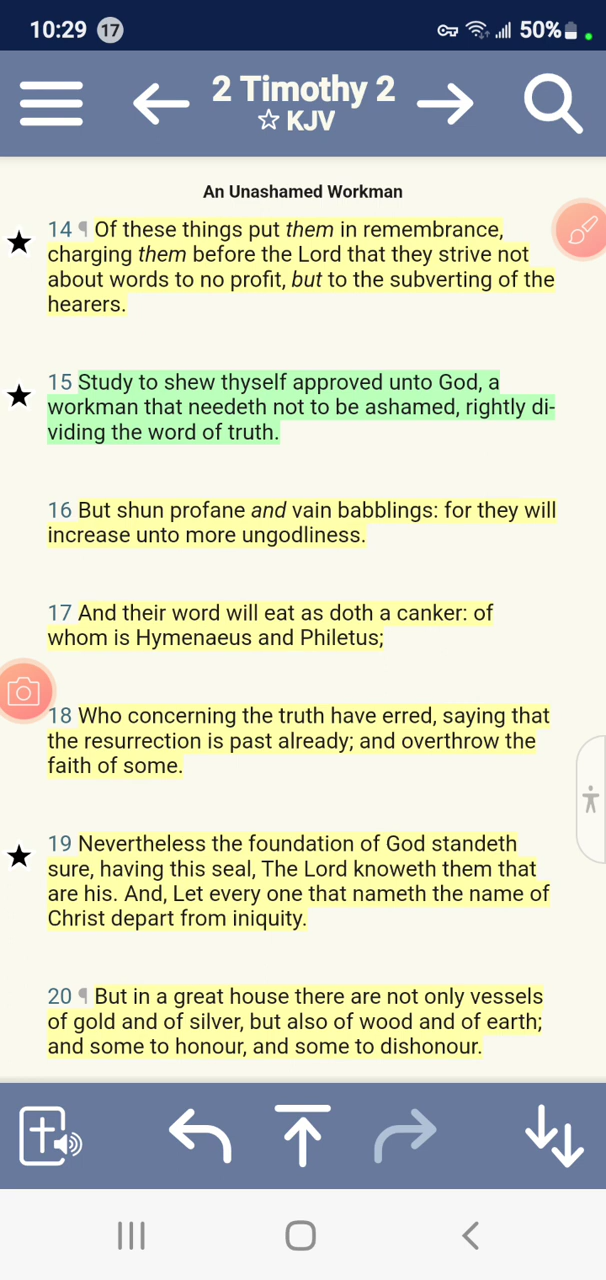 10:29 17 50%
2 Timothy 2
☆ KJV
An Unashamed Workman
14 ¶ Of these things put them in remembrance,
charging them before the Lord that they strive not
about words to no profit, but to the subverting of the
hearers.
15 Study to shew thyself approved unto God, a
workman that needeth not to be ashamed, rightly di-
viding the word of truth.
16 But shun profane and vain babblings: for they will
increase unto more ungodliness.
17 And their word will eat as doth a canker: of
whom is Hymenaeus and Philetus;
18 Who concerning the truth have erred, saying that
the resurrection is past already; and overthrow the
faith of some.
19 Nevertheless the foundation of God standeth
sure, having this seal, The Lord knoweth them that
are his. And, Let every one that nameth the name of
Christ depart from iniquity.
20 ¶ But in a great house there are not only vessels
of gold and of silver, but also of wood and of earth;
and some to honour, and some to dishonour.